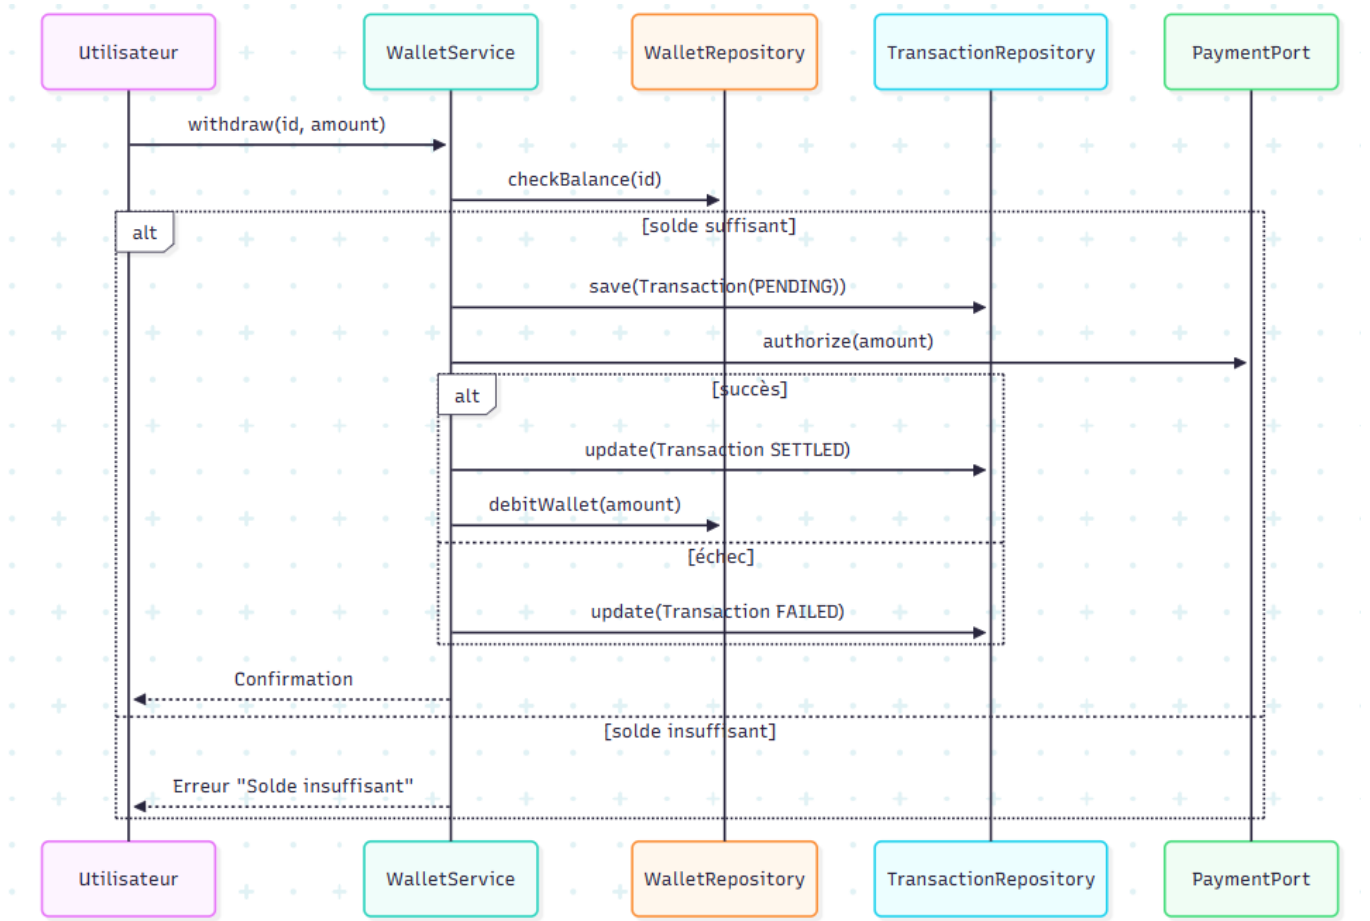 Utilisateur
WalletService
WalletRepository
TransactionRepository
PaymentPort
withdraw(id, amount)
checkBalance(id)
alt
[solde suffisant]
save(Transaction(PENDING))
authorize(amount)
alt
[succès]
update(Transaction SETTLED)
debitWallet(amount)
[échec]
update(Transaction FAILED)
Confirmation
[solde insuffisant]
Erreur "Solde insuffisant"
Utilisateur
WalletService
WalletRepository
TransactionRepository
PaymentPort